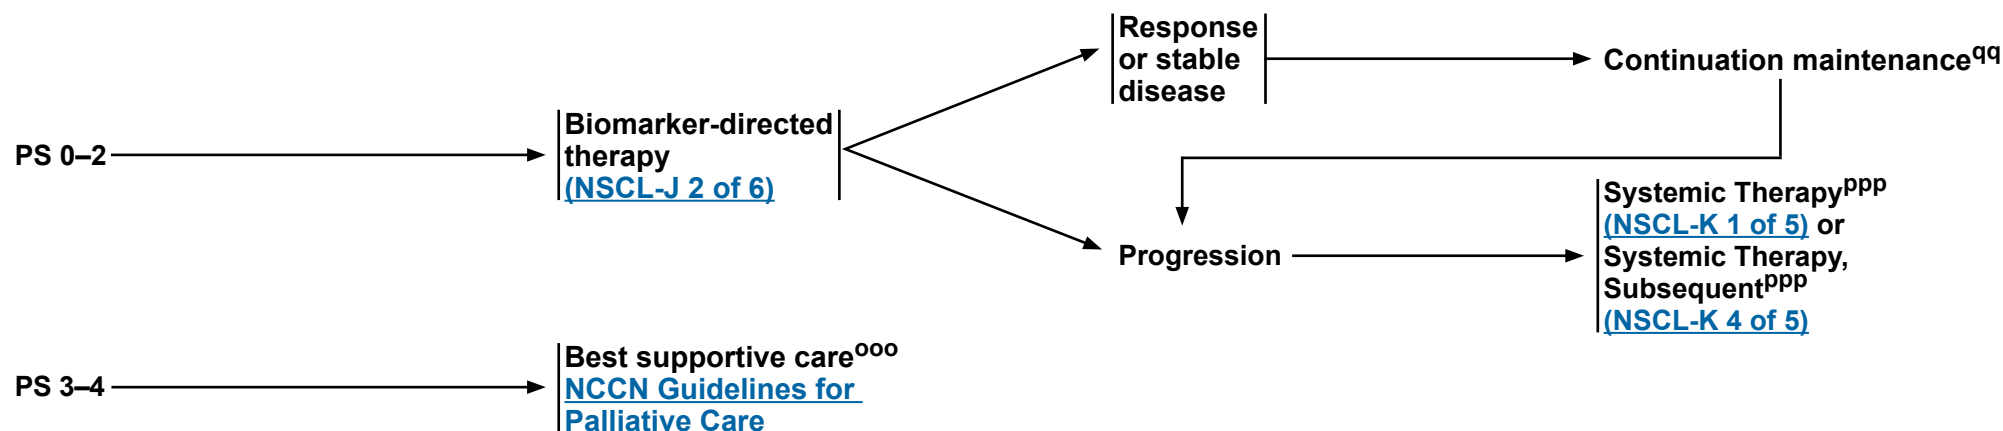 PS 0–2
Biomarker-directed
therapy
(NSCL-J 2 of 6)
Response
or stable
disease
Continuation maintenanceqq
Progression
Systemic Therapyppp
(NSCL-K 1 of 5) or
Systemic Therapy,
Subsequentppp
(NSCL-K 4 of 5)
PS 3–4
Best supportive careooo
NCCN Guidelines for
Palliative Care